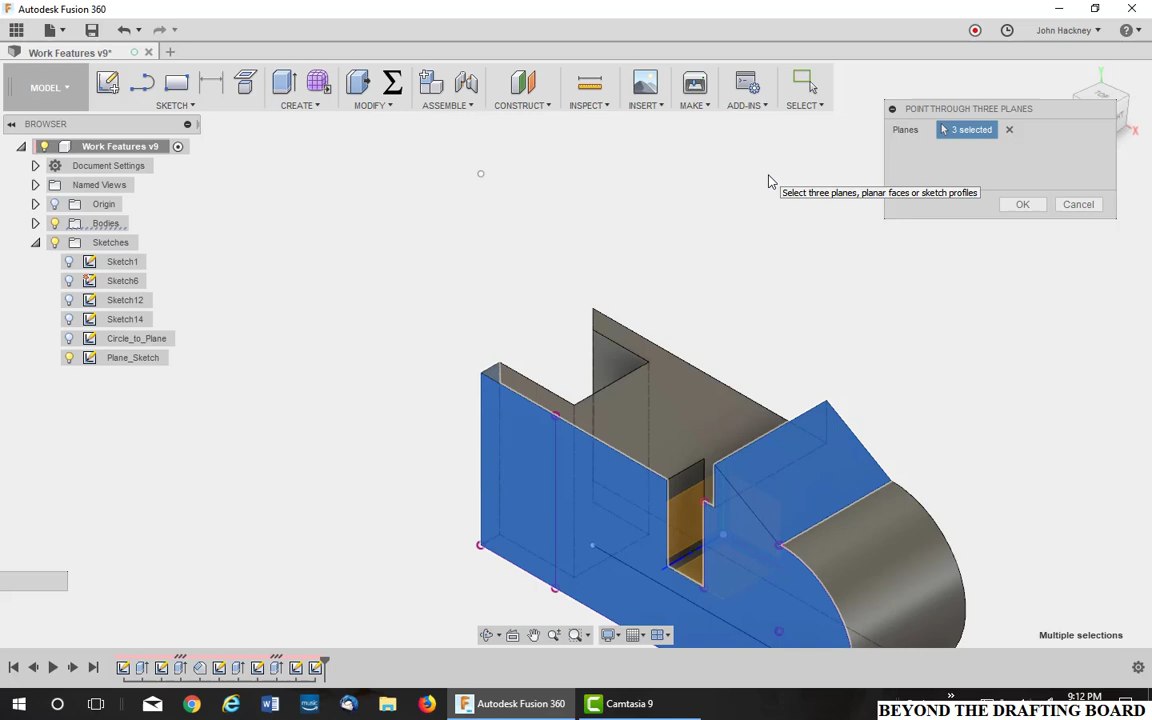 Autodesk Fusion 360
John Hackney
Work Features v9*
MODEL
SKETCH
CREATE
MODIFY
ASSEMBLE
CONSTRUCT
INSPECT
INSERT
MAKE
ADD-INS
SELECT
BROWSER
Work Features v9
Document Settings
Named Views
Origin
Bodies
Sketches
Sketch1
Sketch6
Sketch12
Sketch14
Circle_to_Plane
Plane_Sketch
POINT THROUGH THREE PLANES
Planes
3 selected
Select three planes, planar faces or sketch profiles
OK
Cancel
X
Multiple selections
Autodesk Fusion 360
Camtasia 9
9:12 PM
BEYOND THE DRAFTING BOARD